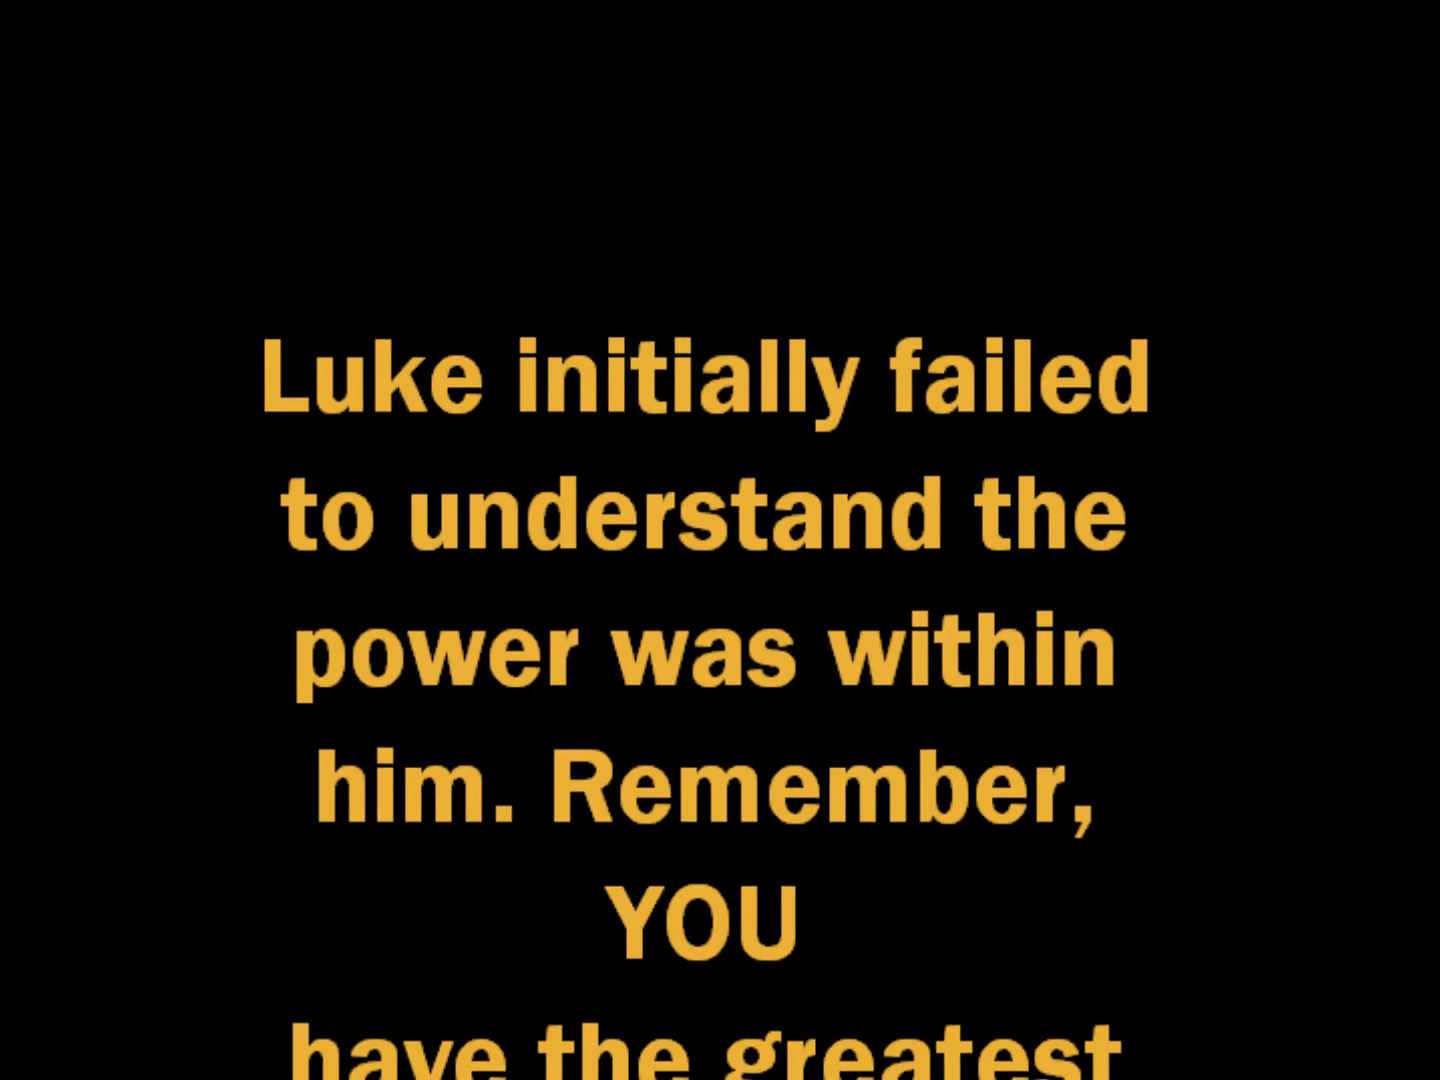 Luke initially failed
to understand the
power was within
him. Remember,
YOU
have the greatest